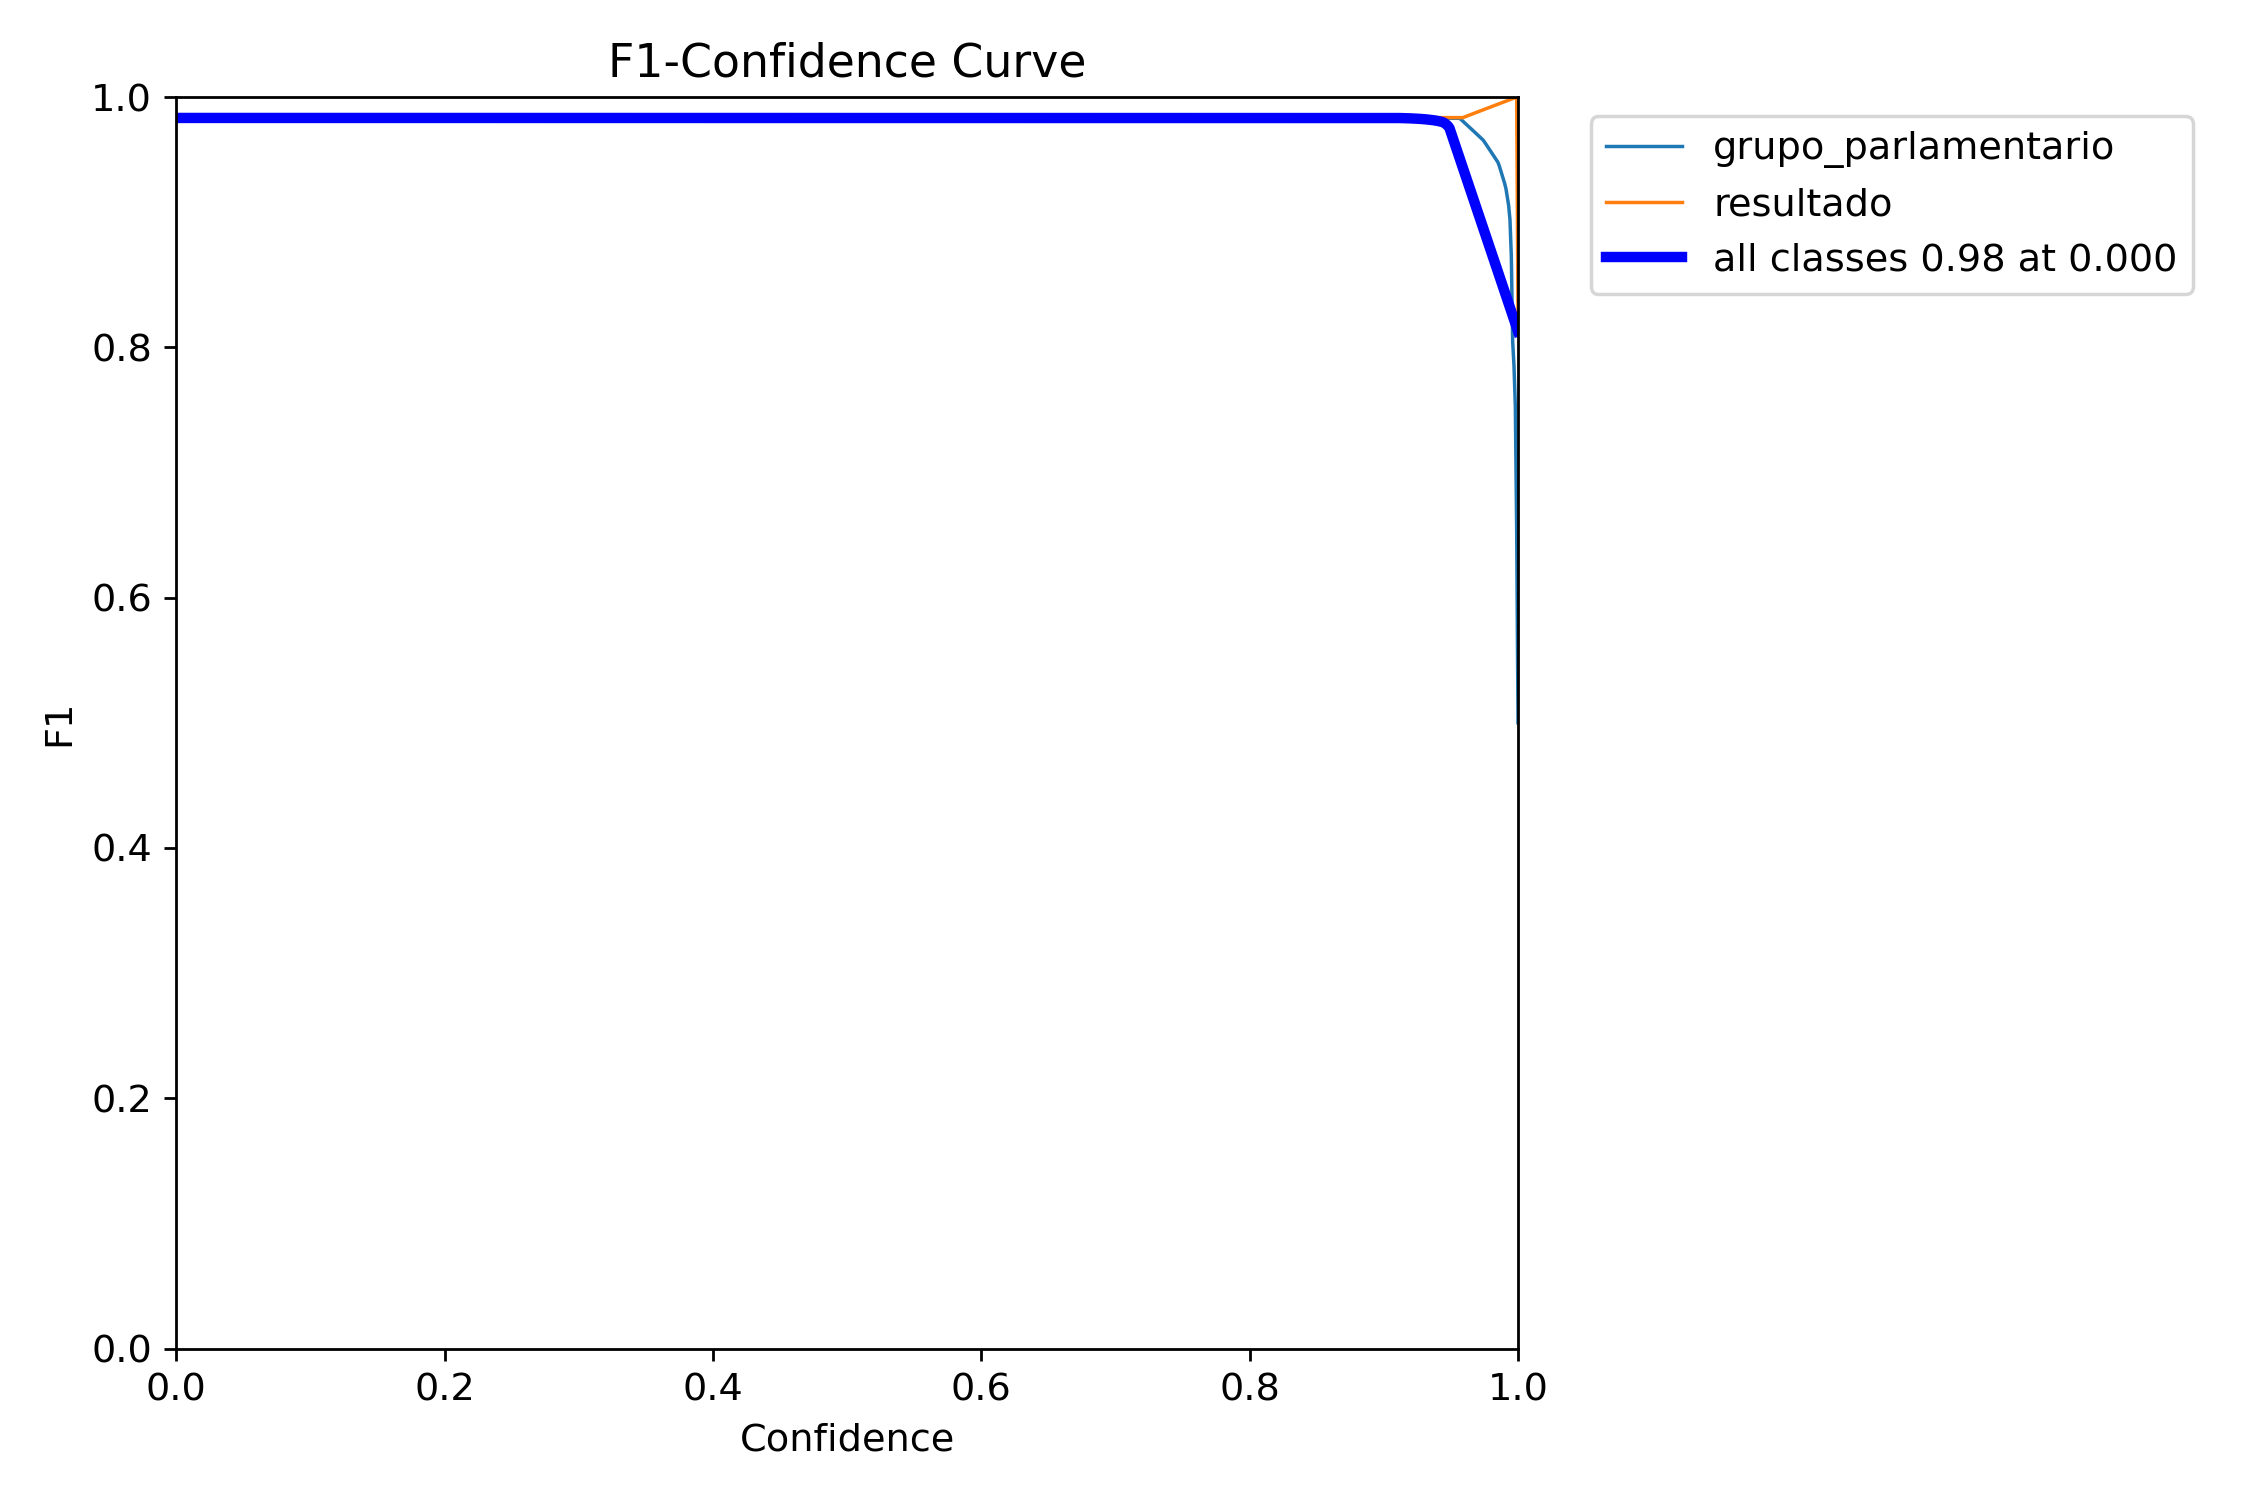 F1-Confidence Curve
1.0
0.8
0.6
0.4
0.2
0.0
F1
0.0 0.2 0.4 0.6 0.8 1.0
Confidence
grupo_parlamentario
resultado
all classes 0.98 at 0.000